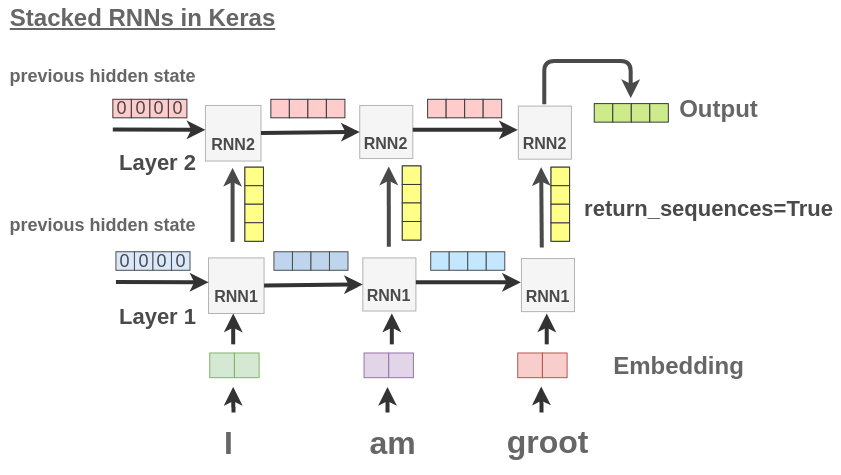 Stacked RNNs in Keras
previous hidden state
0 0 0 0
Output
RNN2 RNN2 RNN2
Layer 2
previous hidden state
return_sequences=True
0 0 0 0
RNN1 RNN1 RNN1
Layer 1
Embedding
I am groot